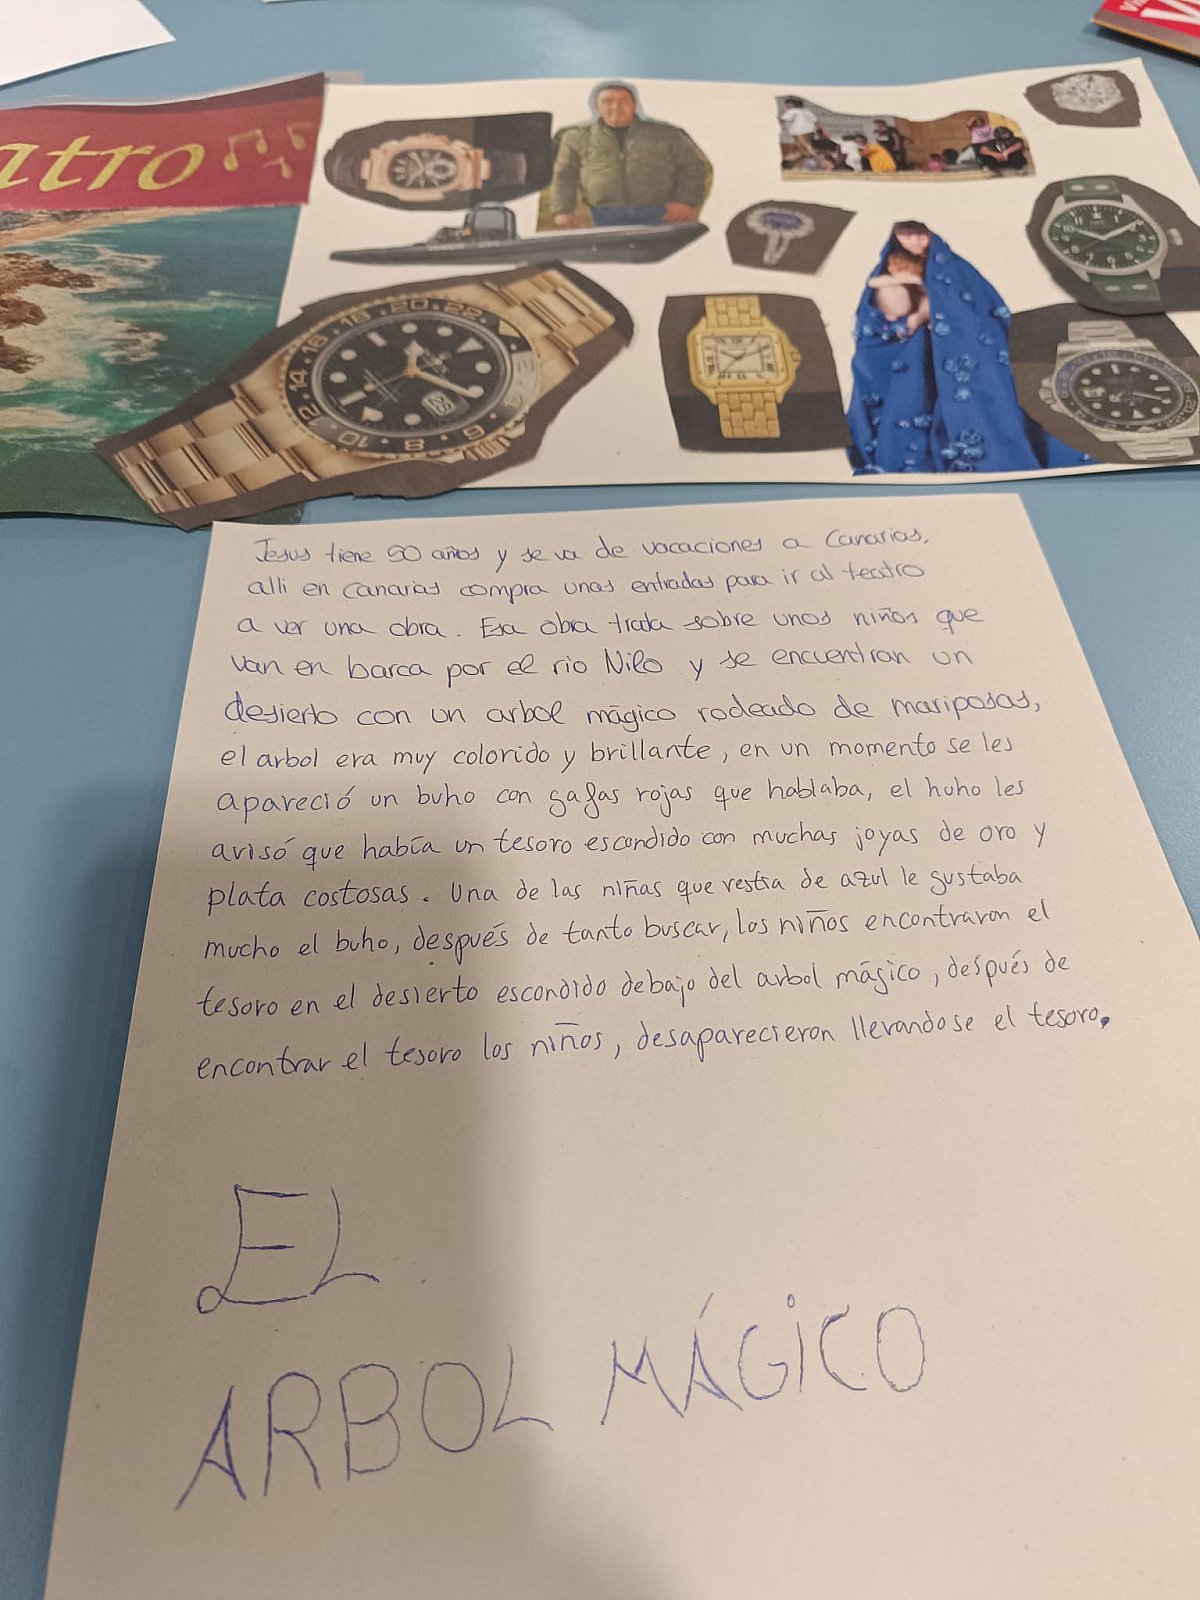 atro
Jesus tiene 50 años y se va de vacaciones a Canarias.
alli en canarias compra unas entradas para ir al teatro
a ver una obra. Esa obra trata sobre unos niños que
van en barca por el rio Nilo y se encuentran un
desierto con un arbol mágico rodeado de mariposas,
el arbol era muy colorido y brillante, en un momento se les
apareció un buho con gafas rojas que hablaba, el huho les
avisó que había un tesoro escondido con muchas joyas de oro y
plata costosas. Una de las niñas que vestia de azul le gustaba
mucho el buho, después de tanto buscar, los niños encontraron el
tesoro en el desierto escondido debajo del arbol mágico, después de
encontrar el tesoro los niños, desaparecieron llevandose el tesoro.
EL
ARBOL MÁGICO